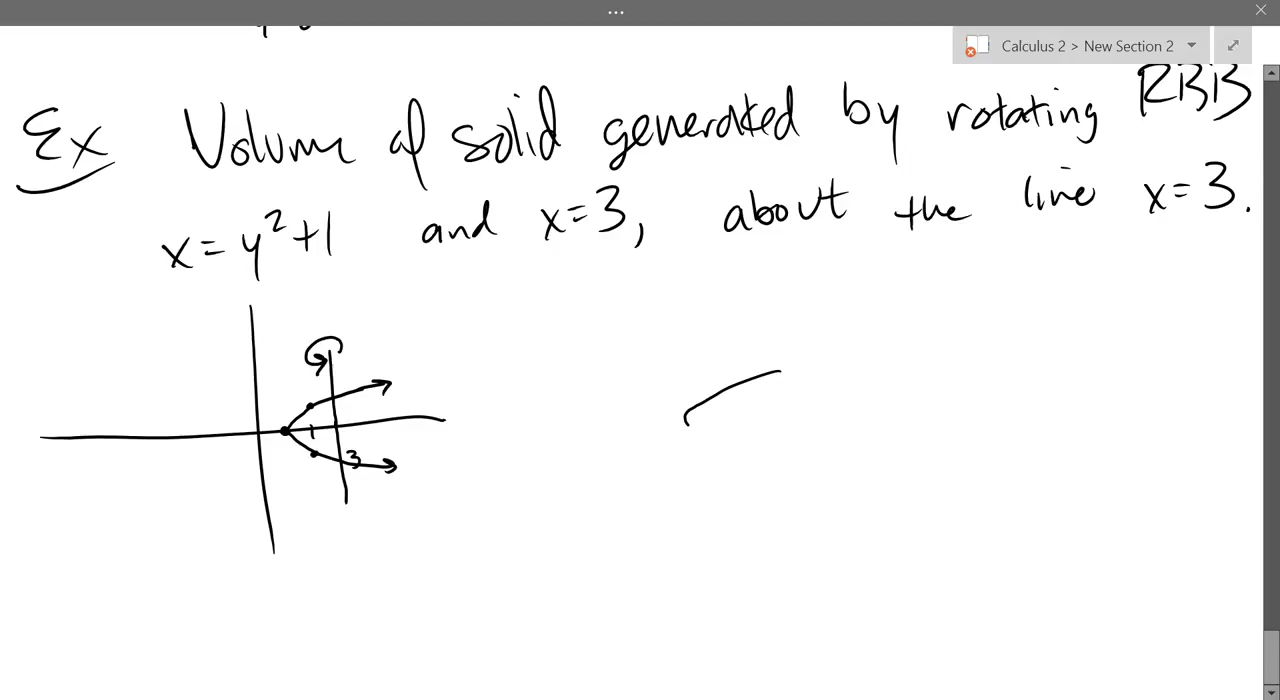 Calculus 2 > New Section 2
Ex Volume of solid generated by rotating RBB
x = y²+1 and x=3, about the line x=3.
1
3